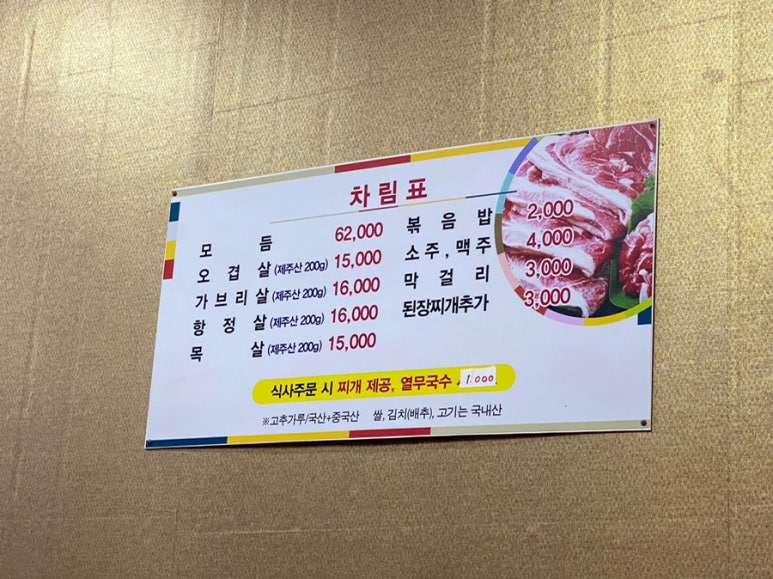 차림표
모 듬 62,000
오겹살 (제주산 200g) 15,000
가브리살 (제주산 200g) 16,000
항정살 (제주산 200g) 16,000
목 살 (제주산 200g) 15,000
볶음밥 2,000
소주, 맥주 4,000
막걸리 3,000
된장찌개추가 3,000
식사주문 시 찌개 제공, 열무국수 1.000
※고추가루/국산+중국산 쌀, 김치(배추), 고기는 국내산